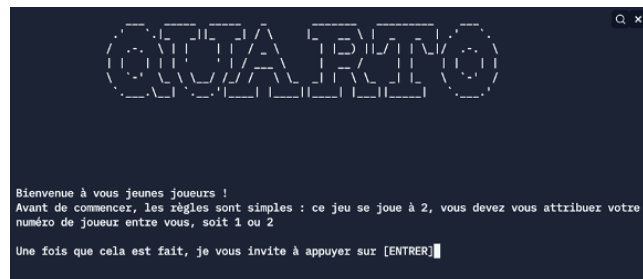 QUARTO
Bienvenue à vous jeunes joueurs !
Avant de commencer, les règles sont simples : ce jeu se joue à 2, vous devez vous attribuer votre
numéro de joueur entre vous, soit 1 ou 2
Une fois que cela est fait, je vous invite à appuyer sur [ENTRER]